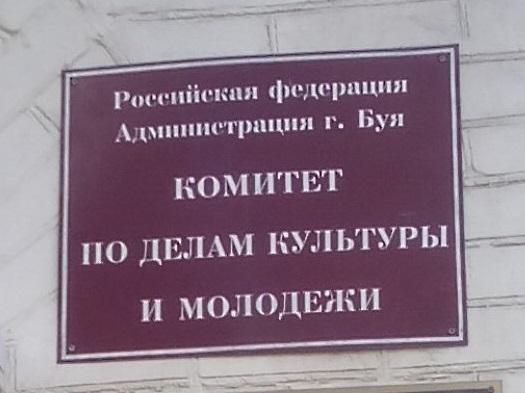 Российская федерация
Администрация г. Буя
КОМИТЕТ
ПО ДЕЛАМ КУЛЬТУРЫ
И МОЛОДЕЖИ